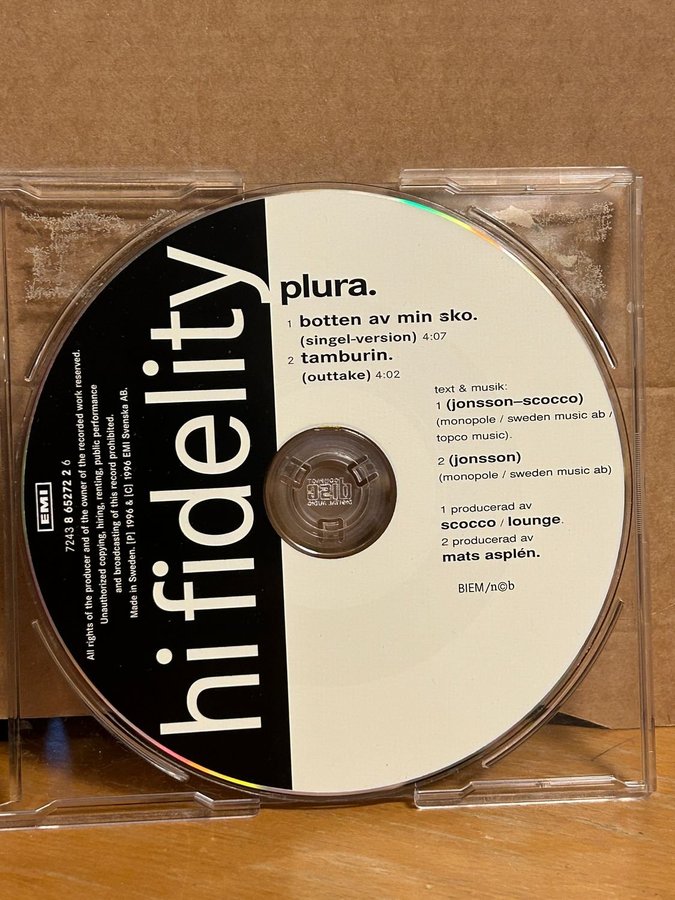 plura.
1 botten av min sko.
(singel-version) 4:07
2 tamburin.
(outtake) 4:02
text & musik:
1 (jonsson–scocco)
(monopole / sweden music ab /
topco music).
2 (jonsson)
(monopole / sweden music ab)
1 producerad av
scocco / lounge.
2 producerad av
mats asplén.
BIEM/n©b
hi fidelity
EMI
7243 8 65272 2 6
All rights of the producer and of the owner of the recorded work reserved.
Unauthorized copying, hiring, renting, public performance
and broadcasting of this record prohibited.
Made in Sweden. [P] 1996 & [C] 1996 EMI Svenska AB.